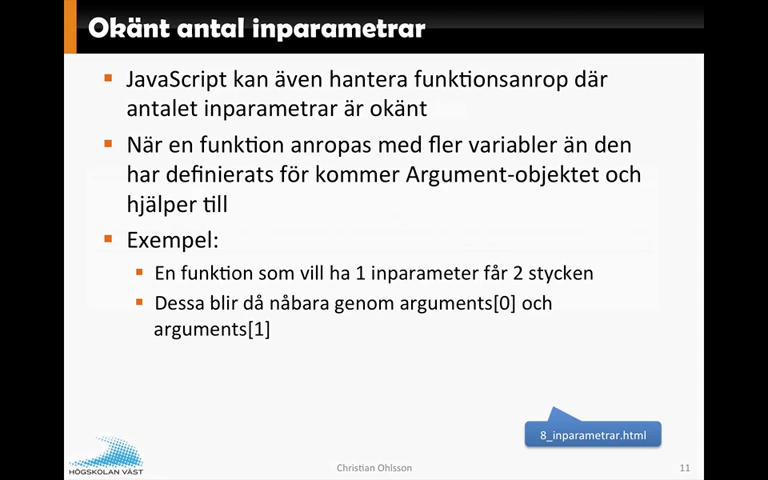 Okänt antal inparametrar
JavaScript kan även hantera funktionsanrop där
antalet inparametrar är okänt
När en funktion anropas med fler variabler än den
har definierats för kommer Argument-objektet och
hjälper till
Exempel:
En funktion som vill ha 1 inparameter får 2 stycken
Dessa blir då nåbara genom arguments[0] och
arguments[1]
8_inparametrar.html
HÖGSKOLAN VÄST
Christian Ohlsson
11